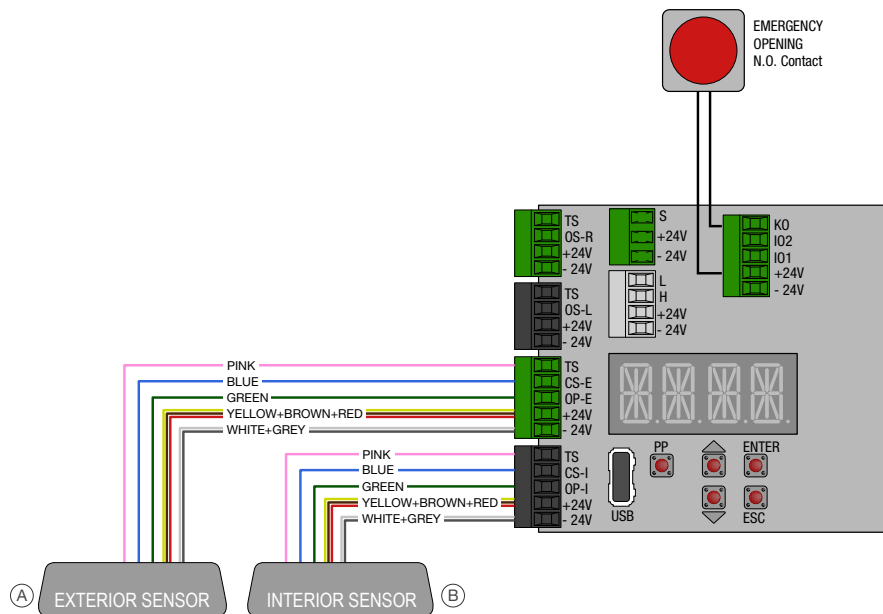 EMERGENCY
OPENING
N.O. Contact
TS
OS-R
+24V
- 24V
S
+24V
- 24V
KO
IO2
IO1
+24V
- 24V
L
H
+24V
- 24V
TS
OS-L
+24V
- 24V
PINK
BLUE
GREEN
YELLOW+BROWN+RED
WHITE+GREY
TS
CS-E
OP-E
+24V
- 24V
PINK
BLUE
GREEN
YELLOW+BROWN+RED
WHITE+GREY
TS
CS-I
OP-I
+24V
- 24V
USB
PP
ENTER
ESC
A
EXTERIOR SENSOR
INTERIOR SENSOR
B